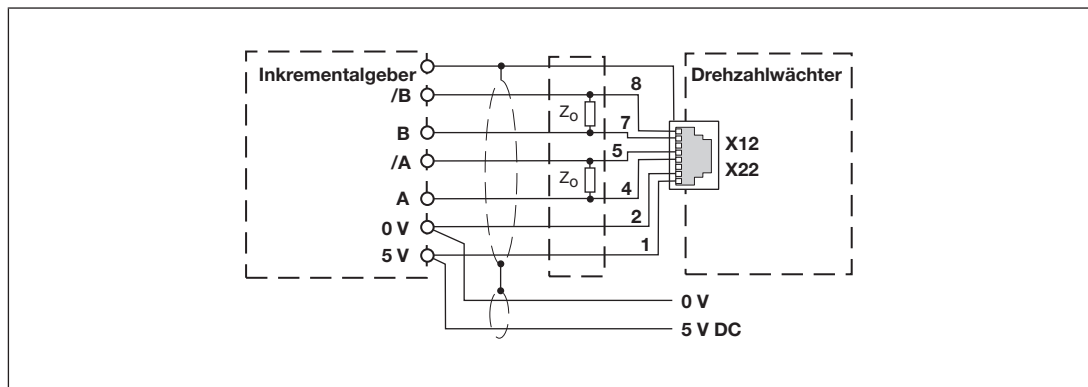 Inkrementalgeber
Drehzahlwächter
/B
8
Z₀
B
7
X12
/A
5
X22
Z₀
A
4
0 V
2
5 V
1
0 V
5 V DC